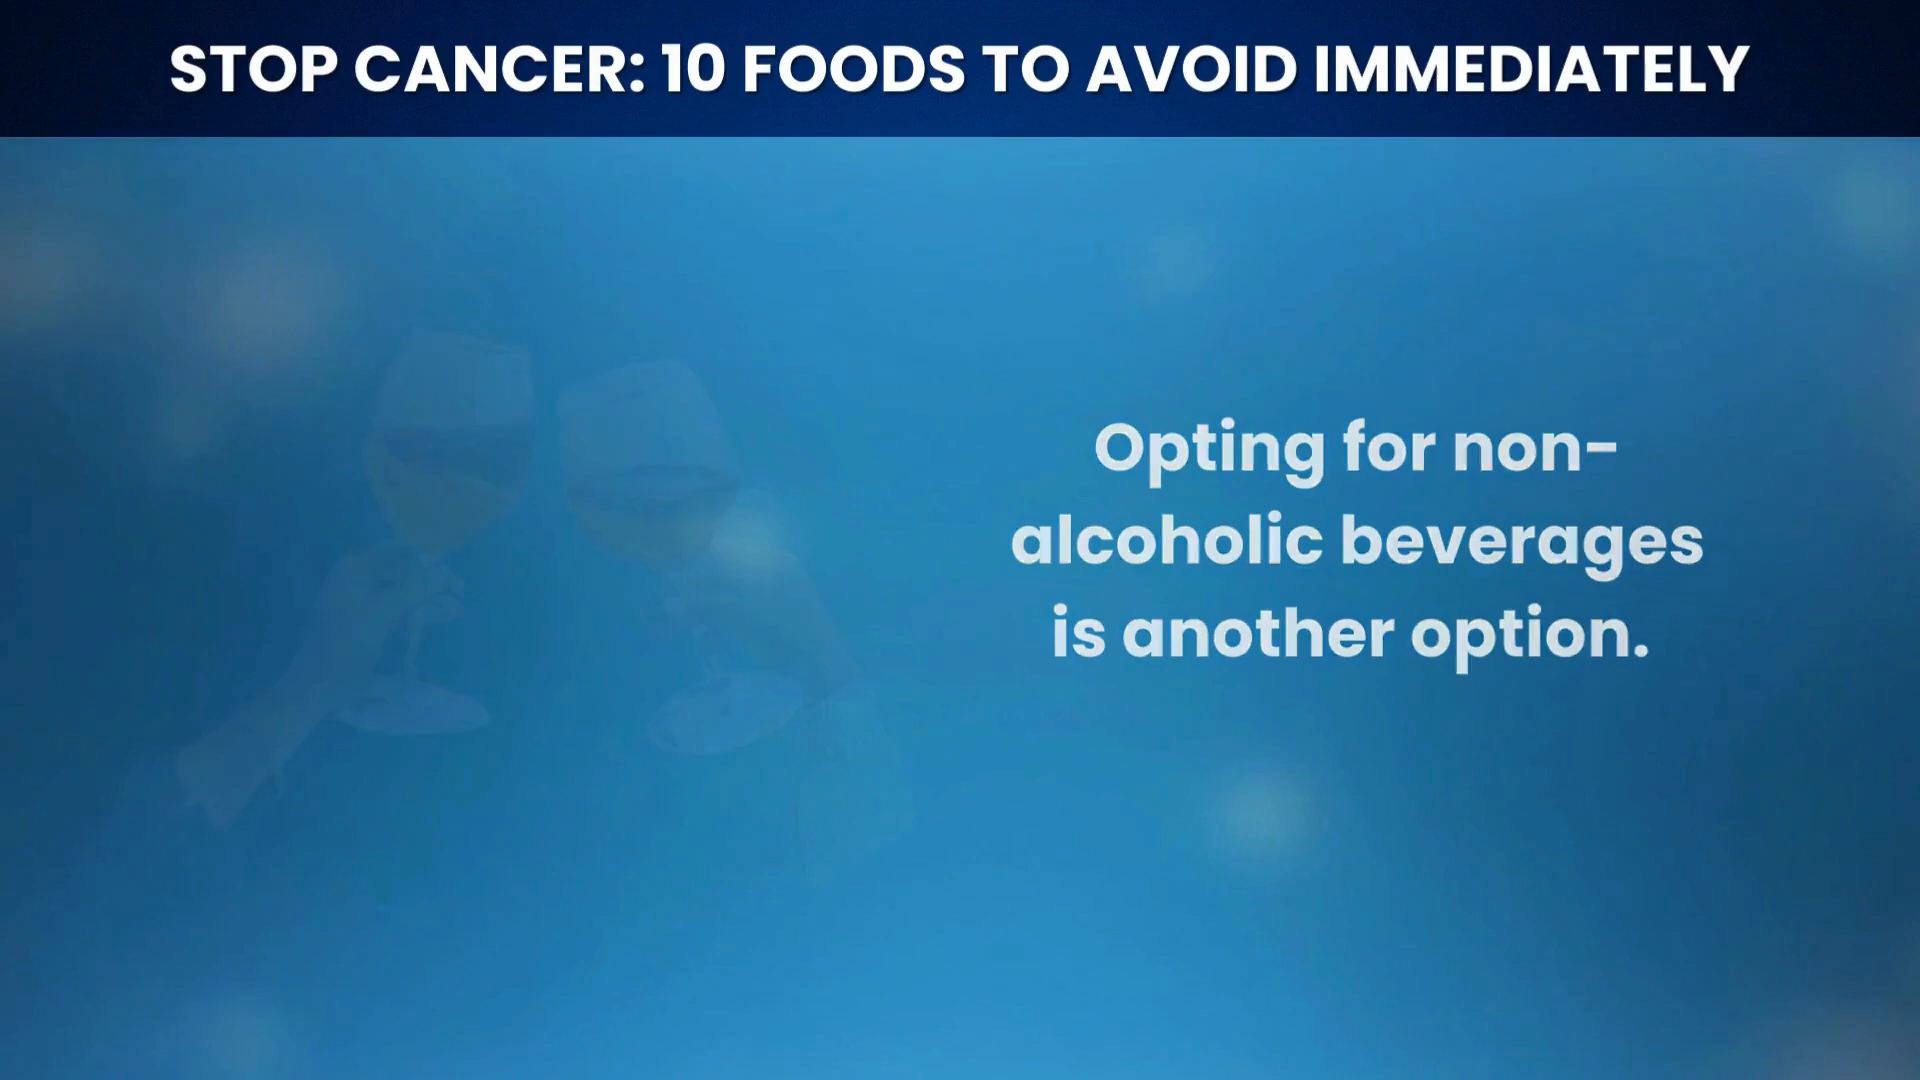 STOP CANCER: 10 FOODS TO AVOID IMMEDIATELY
Opting for non-
alcoholic beverages
is another option.